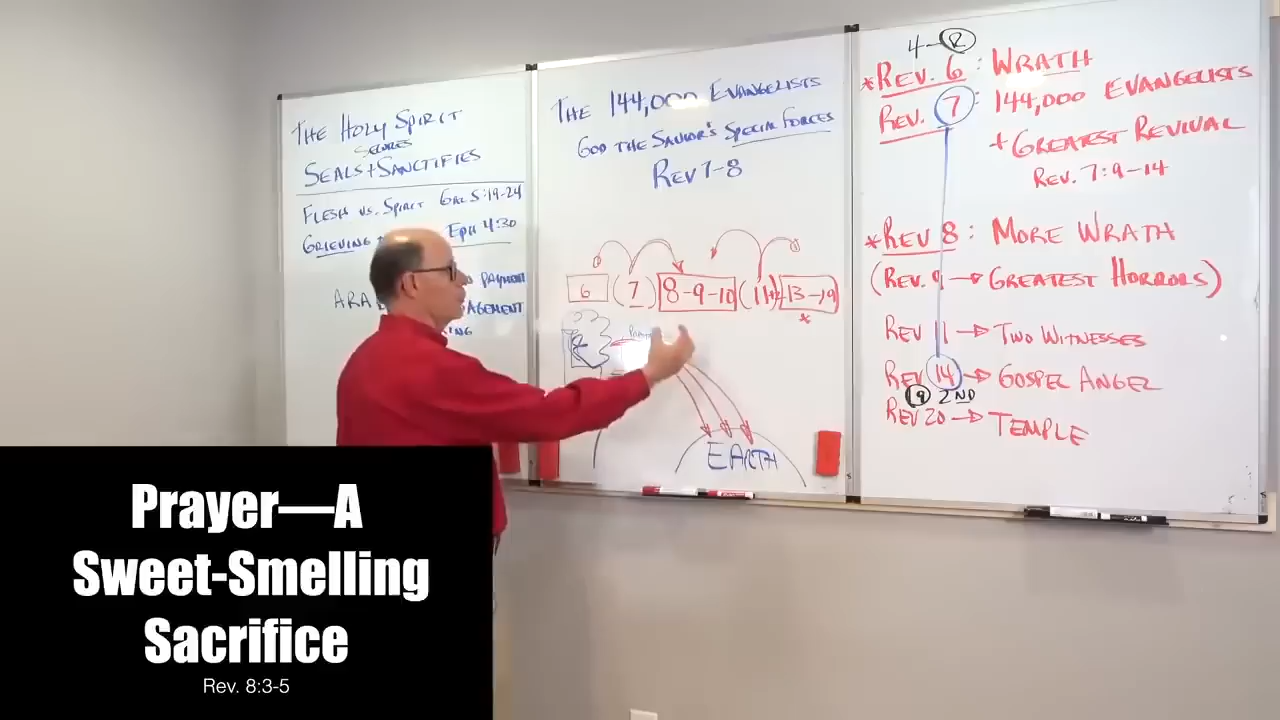 THE HOLY SPIRIT
SECURES
SEALS + SANCTIFIES
FLESH VS. SPIRIT GAL 5:19-24
GRIEVING EPH 4:30
PAYMENT
ARA
AGEMENT
ING
THE 144,000 EVANGELISTS
GOD THE SAVIOR'S SPECIAL FORCES
REV 7-8
6 (7) 8-9-10 (11 13-19
*
EARTH
4-R
*REV. 6: WRATH
REV. 7: 144,000 EVANGELISTS
+ GREATEST REVIVAL
REV. 7:9-14
*REV 8: MORE WRATH
(REV. 9 → GREATEST HORRORS)
REV 11 → TWO WITNESSES
REV 14 → GOSPEL ANGEL
19 2ND
REV 20 → TEMPLE
Prayer—A
Sweet-Smelling
Sacrifice
Rev. 8:3-5